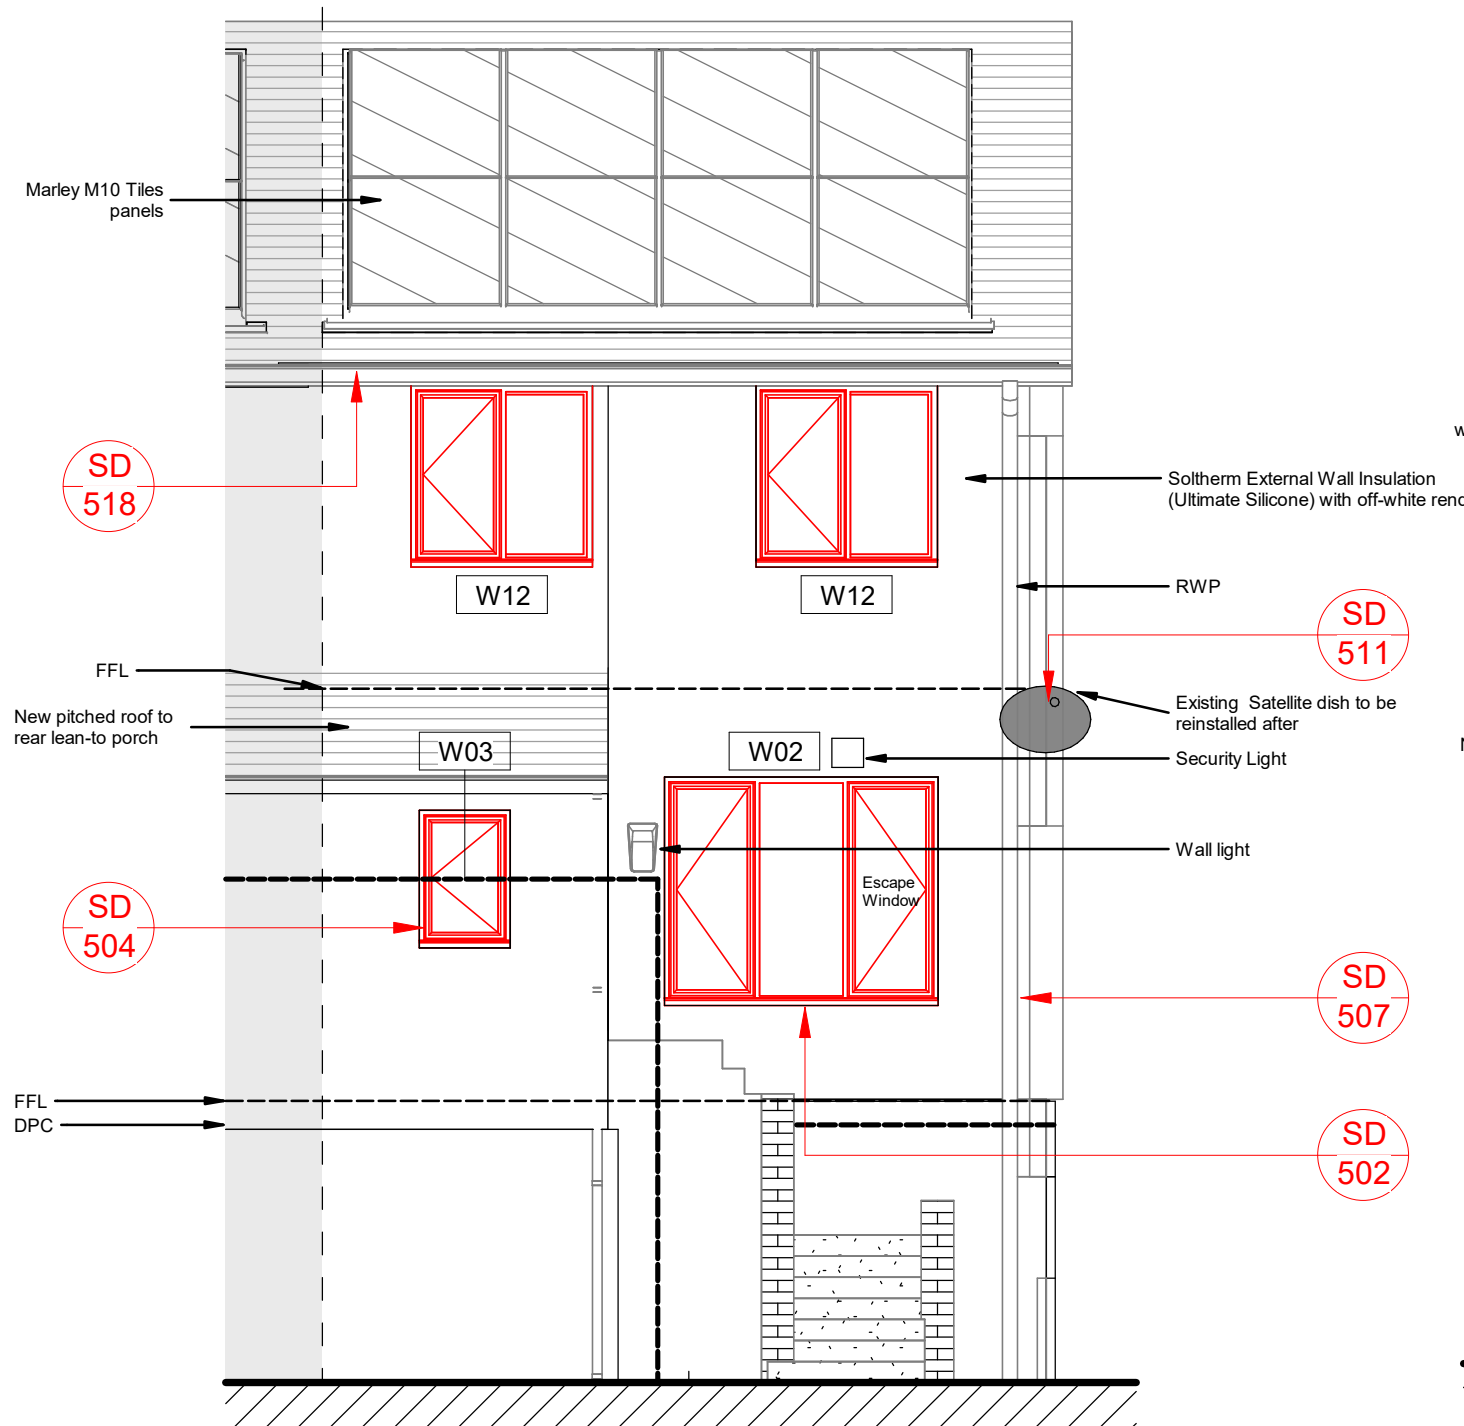 Marley M10 Tiles
panels
SD
518
W12
W12
Soltherm External Wall Insulation
(Ultimate Silicone) with off-white rend
RWP
SD
511
FFL
New pitched roof to
rear lean-to porch
W03
W02
Existing Satellite dish to be
reinstalled after
Security Light
Wall light
Escape
Window
SD
504
SD
507
FFL
DPC
SD
502